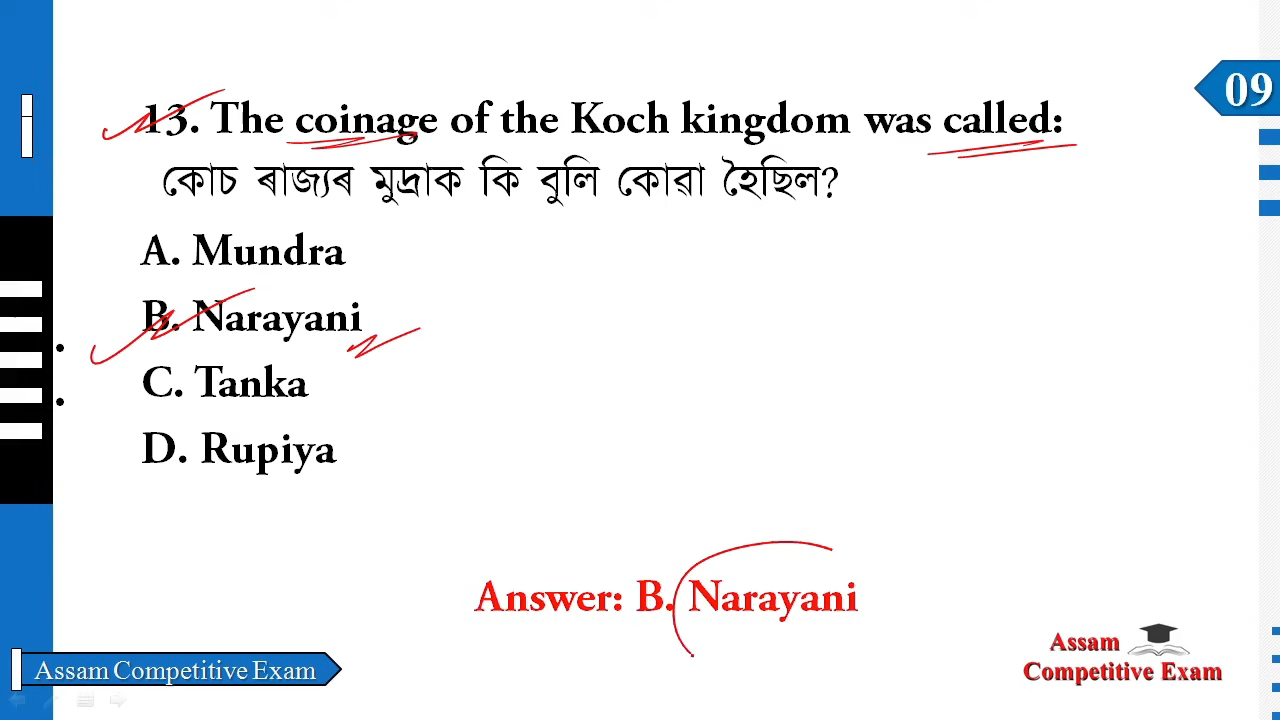 09
13. The coinage of the Koch kingdom was called:
কোচ ৰাজ্যৰ মুদ্ৰাক কি বুলি কোৱা হৈছিল?
A. Mundra
B. Narayani
C. Tanka
D. Rupiya
Answer: B. Narayani
Assam Competitive Exam
Assam
Competitive Exam